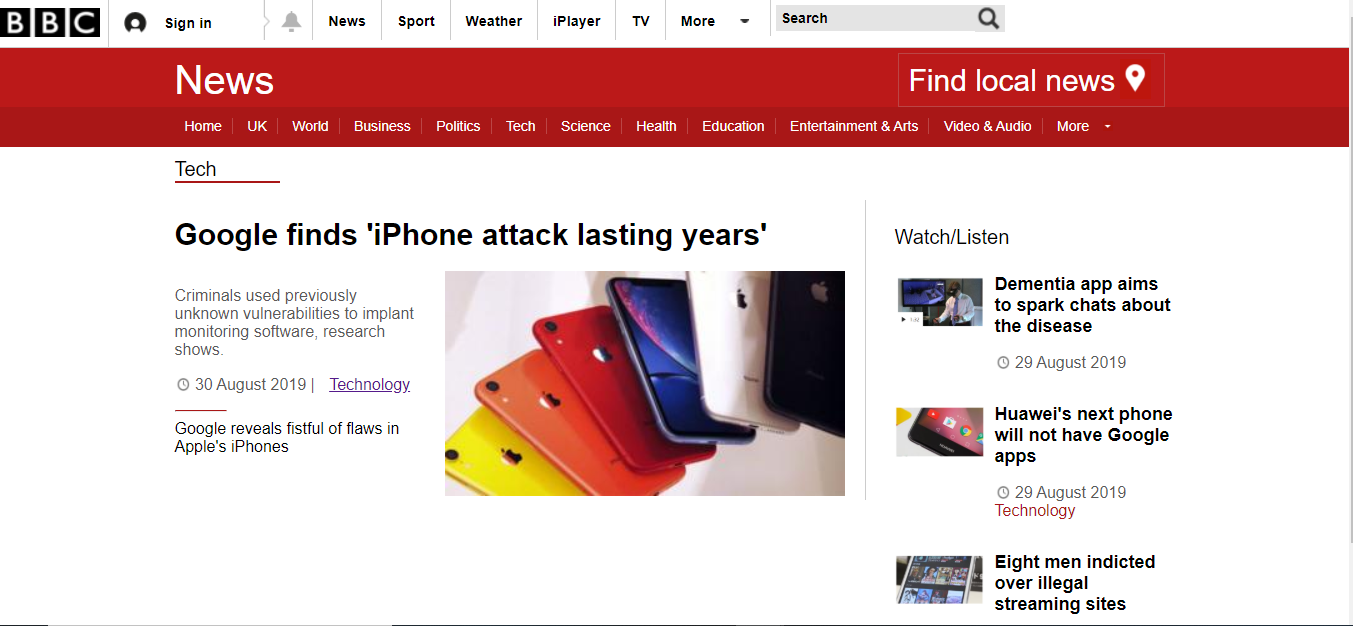 BBC Sign in News Sport Weather iPlayer TV More Search
News Find local news
Home UK World Business Politics Tech Science Health Education Entertainment & Arts Video & Audio More
Tech
Google finds 'iPhone attack lasting years'
Criminals used previously
unknown vulnerabilities to implant
monitoring software, research
shows.
30 August 2019 | Technology
Google reveals fistful of flaws in
Apple's iPhones
Watch/Listen
Dementia app aims
to spark chats about
the disease
29 August 2019
Huawei's next phone
will not have Google
apps
29 August 2019
Technology
Eight men indicted
over illegal
streaming sites